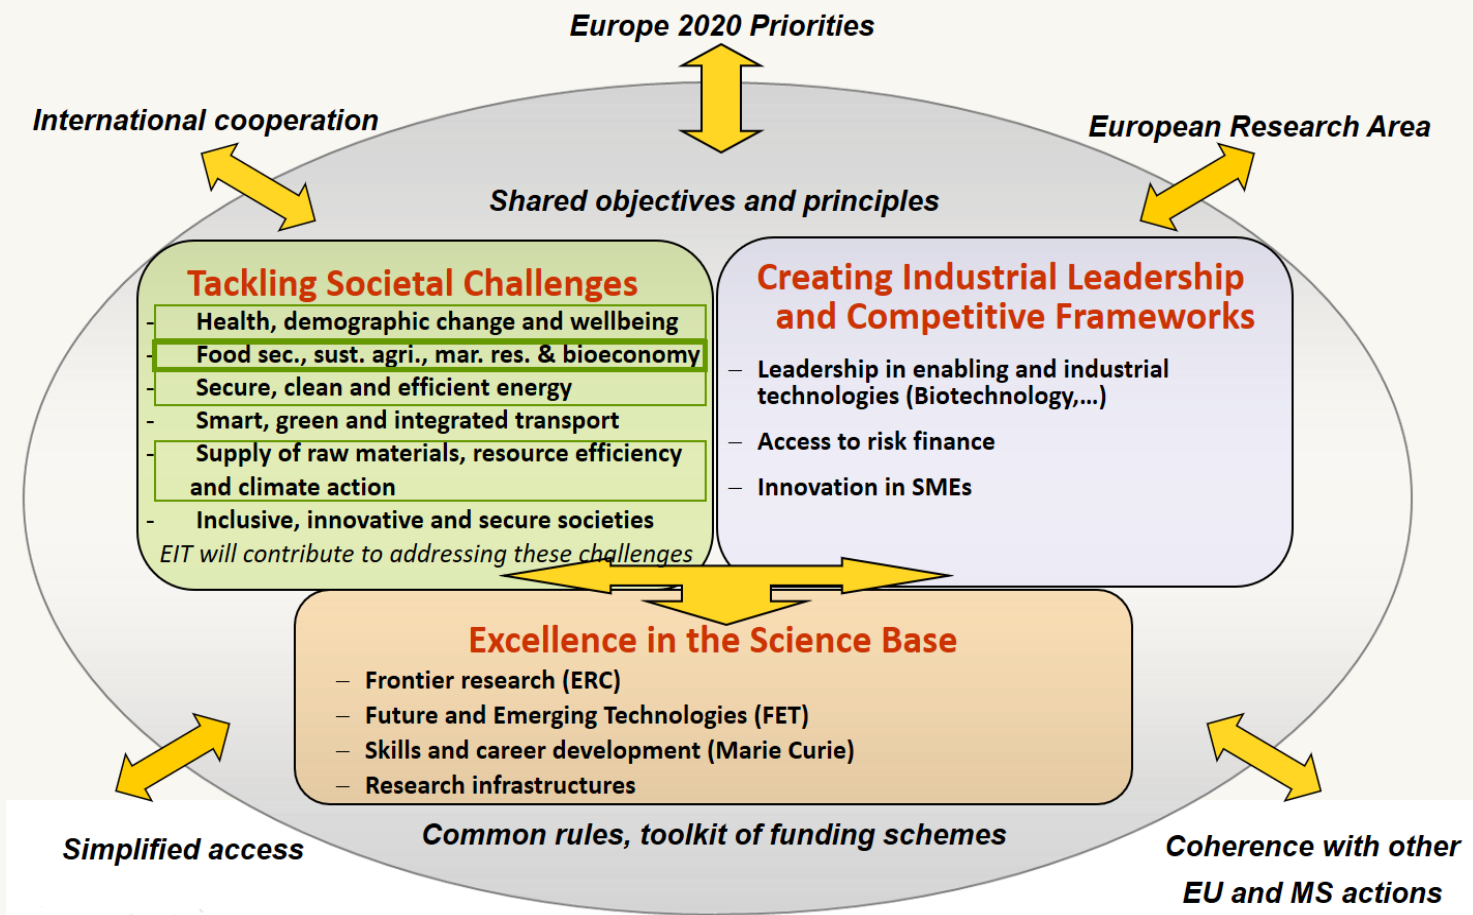 Europe 2020 Priorities
International cooperation
European Research Area
Shared objectives and principles
Tackling Societal Challenges
- Health, demographic change and wellbeing
- Food sec., sust. agri., mar. res. & bioeconomy
- Secure, clean and efficient energy
- Smart, green and integrated transport
- Supply of raw materials, resource efficiency
and climate action
- Inclusive, innovative and secure societies
EIT will contribute to addressing these challenges
Creating Industrial Leadership
and Competitive Frameworks
– Leadership in enabling and industrial
technologies (Biotechnology,...)
– Access to risk finance
– Innovation in SMEs
Excellence in the Science Base
– Frontier research (ERC)
– Future and Emerging Technologies (FET)
– Skills and career development (Marie Curie)
– Research infrastructures
Common rules, toolkit of funding schemes
Simplified access
Coherence with other
EU and MS actions